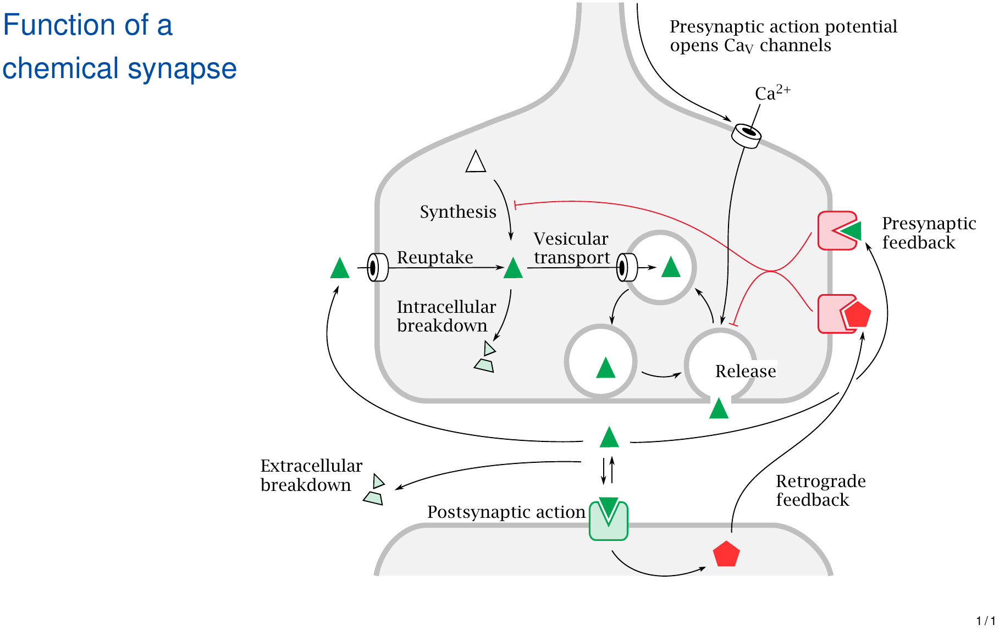 Function of a
chemical synapse
Presynaptic action potential
opens CaV channels
Ca2+
Synthesis
Presynaptic
feedback
Vesicular
transport
Reuptake
Intracellular
breakdown
Release
Extracellular
breakdown
Retrograde
feedback
Postsynaptic action
1/1